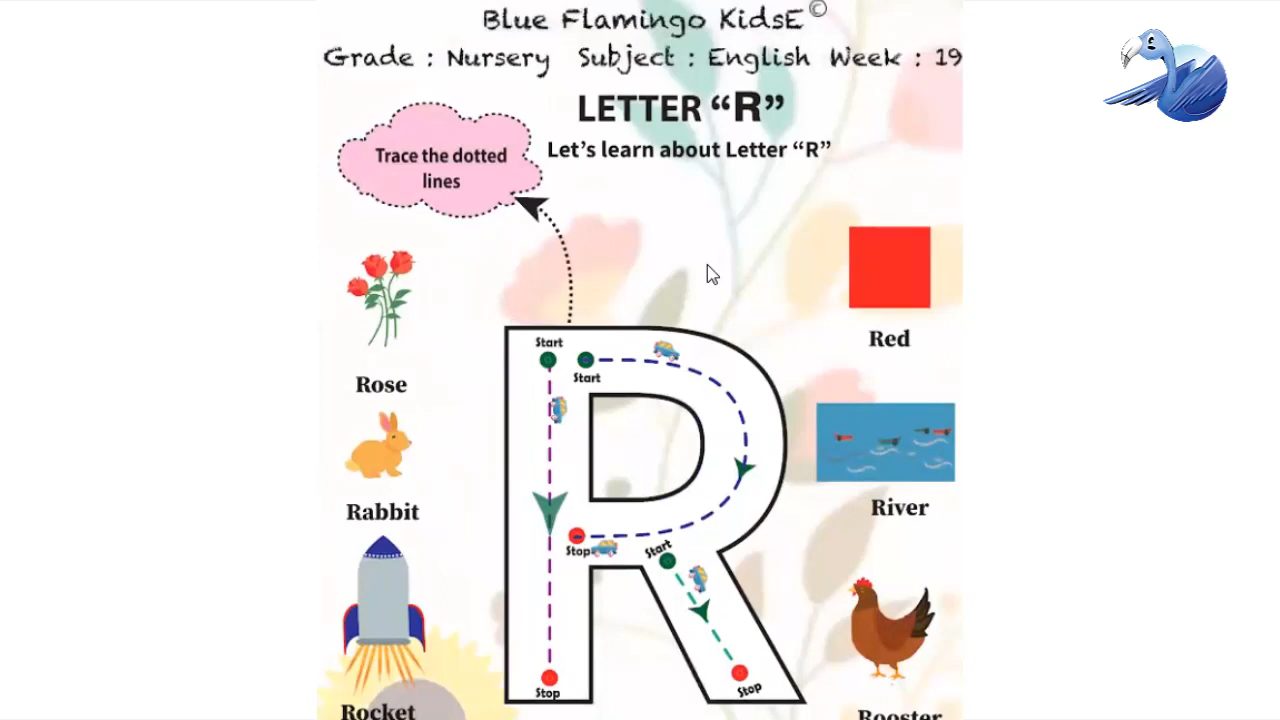 Blue Flamingo KidsE©
Grade : Nursery Subject : English Week : 19
LETTER “R”
Let’s learn about Letter “R”
Trace the dotted
lines
Rose
Red
Rabbit
River
Rocket
Rooster
Start
Start
Stop
Start
Stop
Stop